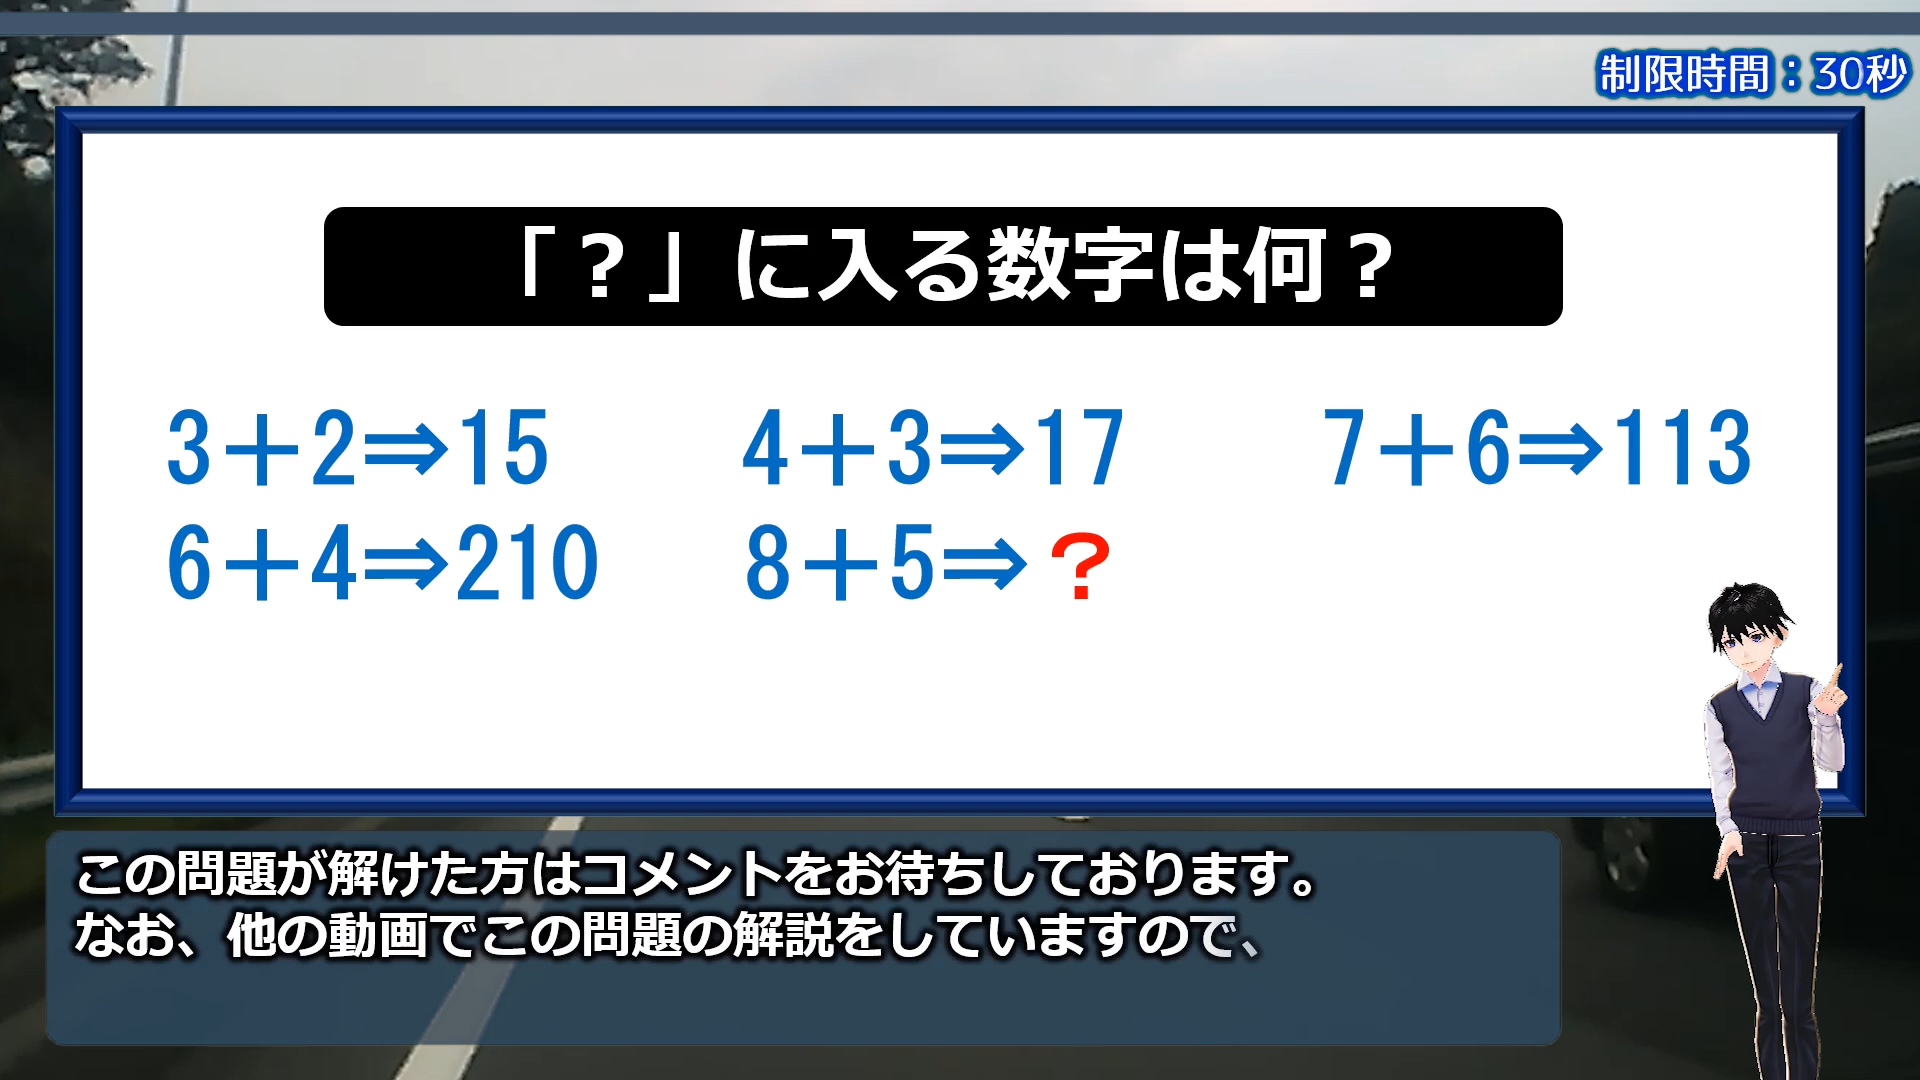 制限時間：30秒
「？」に入る数字は何？
3＋2⇒15 4＋3⇒17 7＋6⇒113
6＋4⇒210 8＋5⇒？
この問題が解けた方はコメントをお待ちしております。
なお、他の動画でこの問題の解説をしていますので、